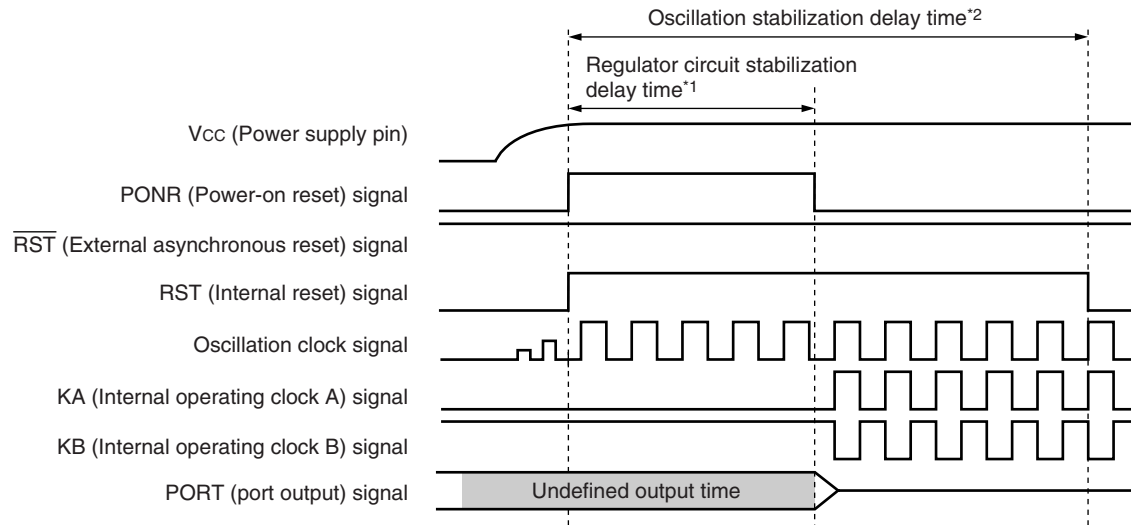 Oscillation stabilization delay time*2
Regulator circuit stabilization
delay time*1
Vcc (Power supply pin)
PONR (Power-on reset) signal
RST (External asynchronous reset) signal
RST (Internal reset) signal
Oscillation clock signal
KA (Internal operating clock A) signal
KB (Internal operating clock B) signal
PORT (port output) signal
Undefined output time